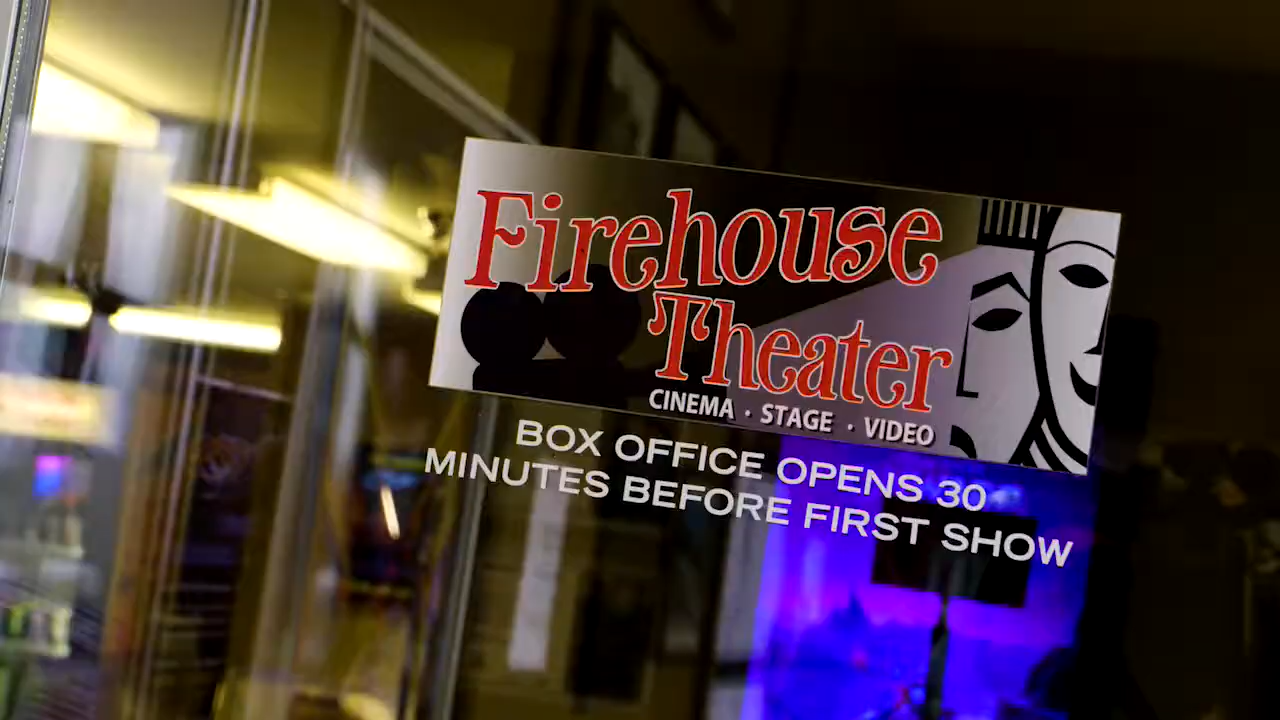 Firehouse
Theater
CINEMA · STAGE · VIDEO
BOX OFFICE OPENS 30
MINUTES BEFORE FIRST SHOW